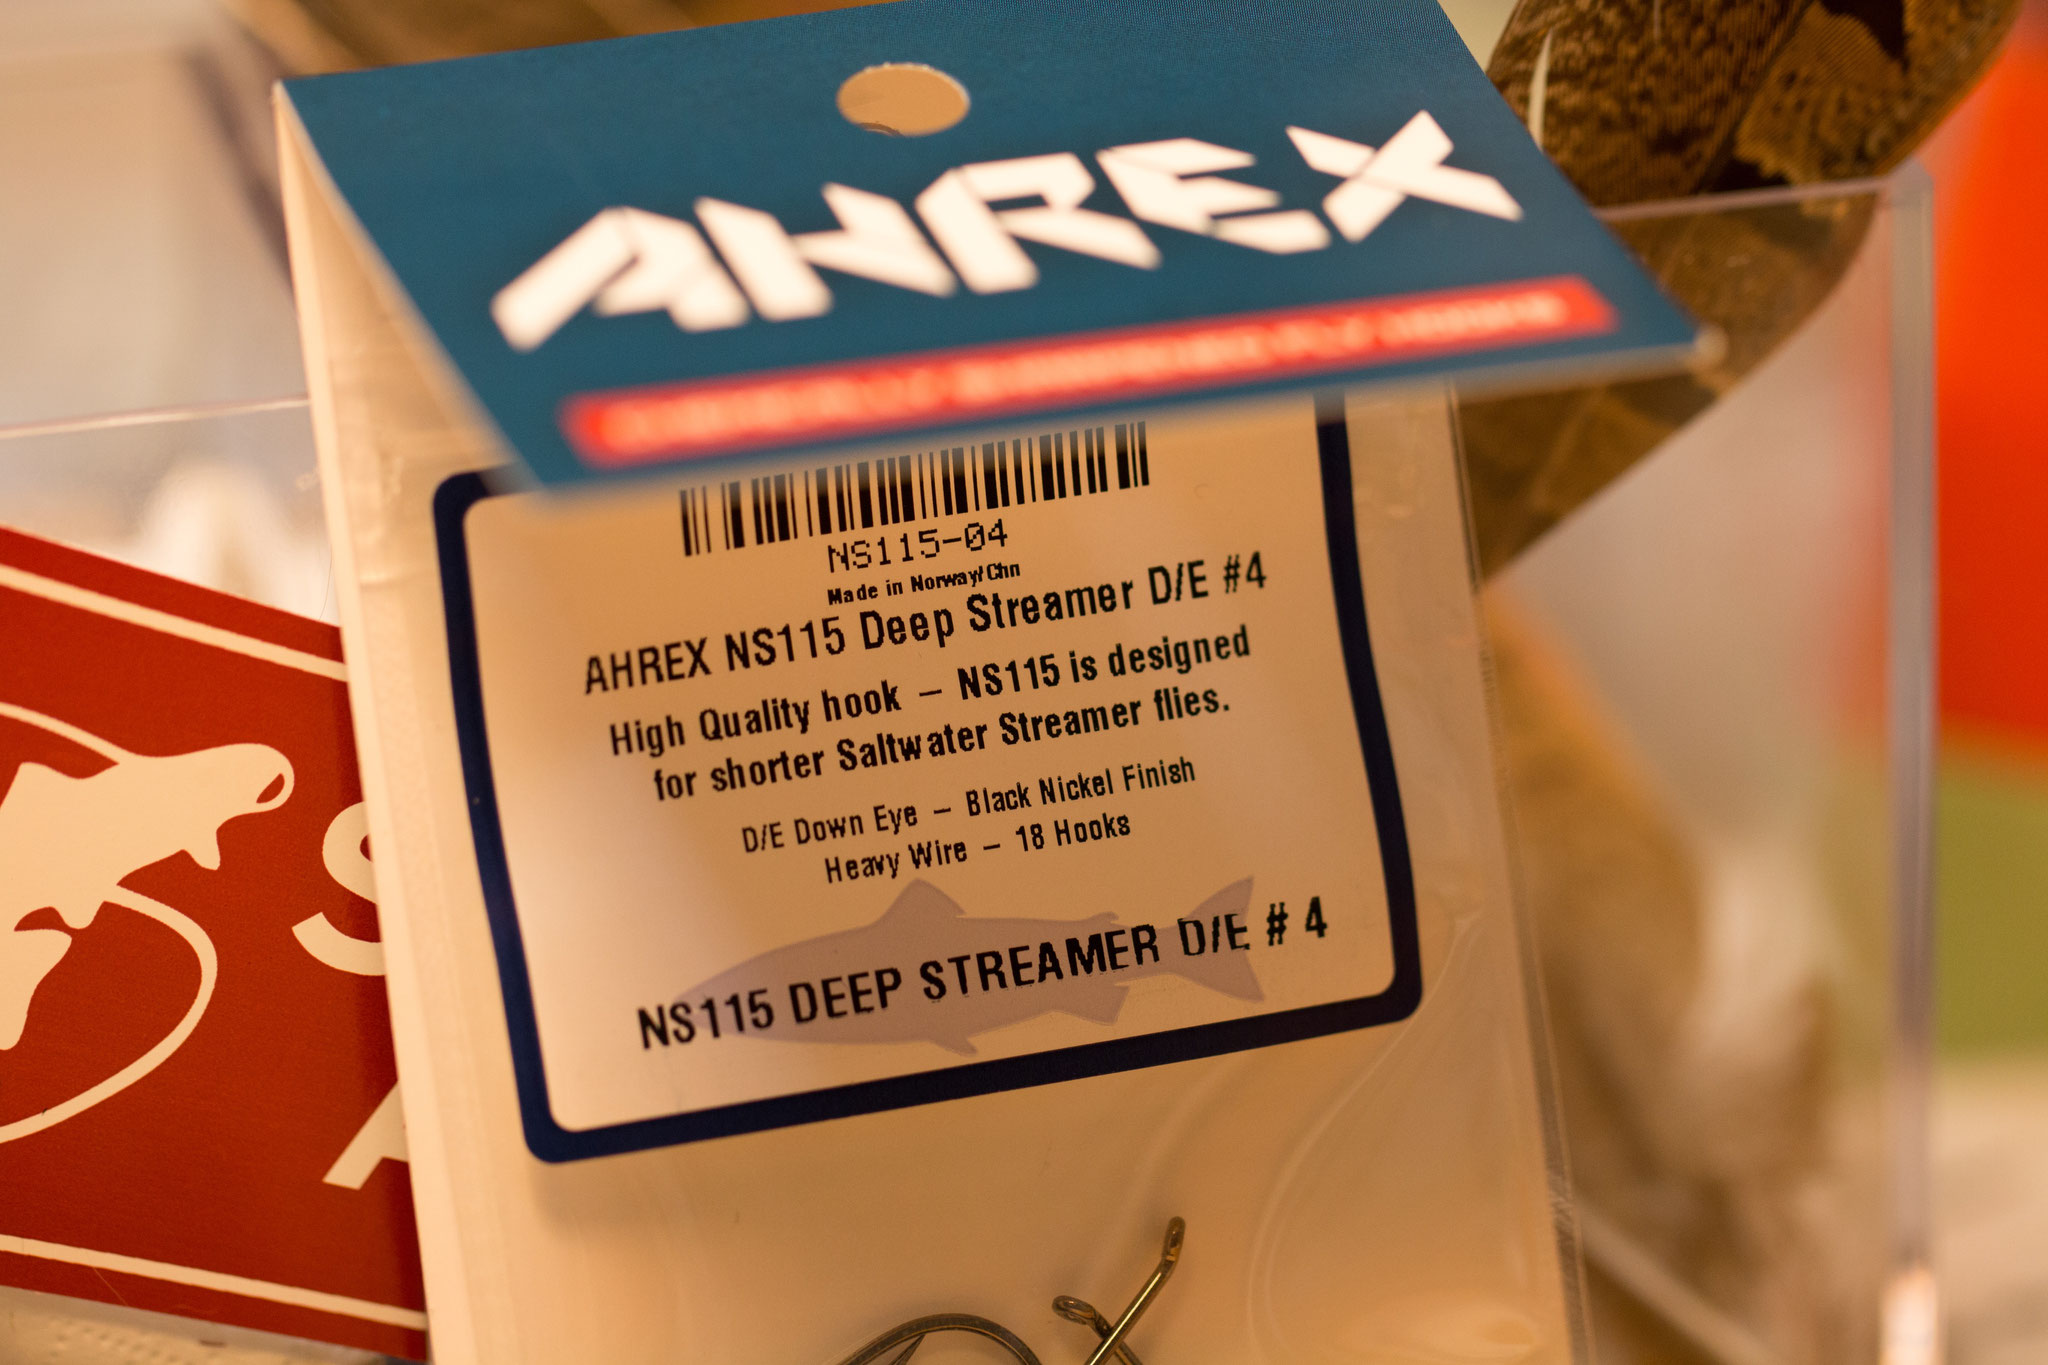 AHREX
NS115-04
Made in Norway/Chn
AHREX NS115 Deep Streamer D/E #4
High Quality hook – NS115 is designed
for shorter Saltwater Streamer flies.
D/E Down Eye – Black Nickel Finish
Heavy Wire – 18 Hooks
NS115 DEEP STREAMER D/E # 4